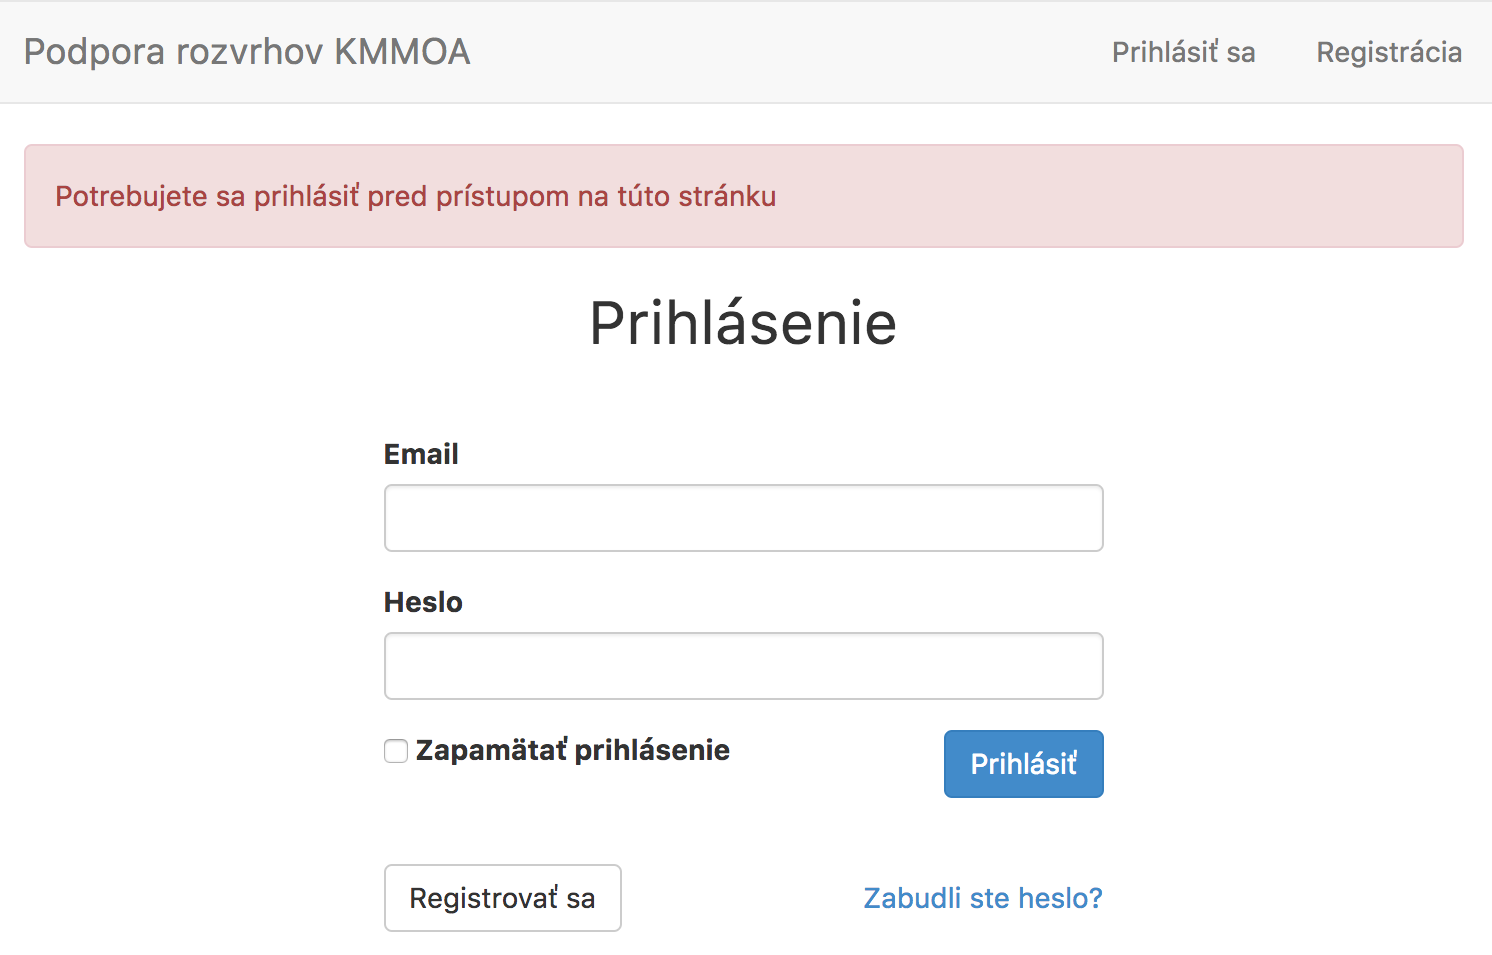 Podpora rozvrhov KMMOA
Prihlásiť sa
Registrácia
Potrebujete sa prihlásiť pred prístupom na túto stránku
Prihlásenie
Email
Heslo
Zapamätať prihlásenie
Prihlásiť
Registrovať sa
Zabudli ste heslo?